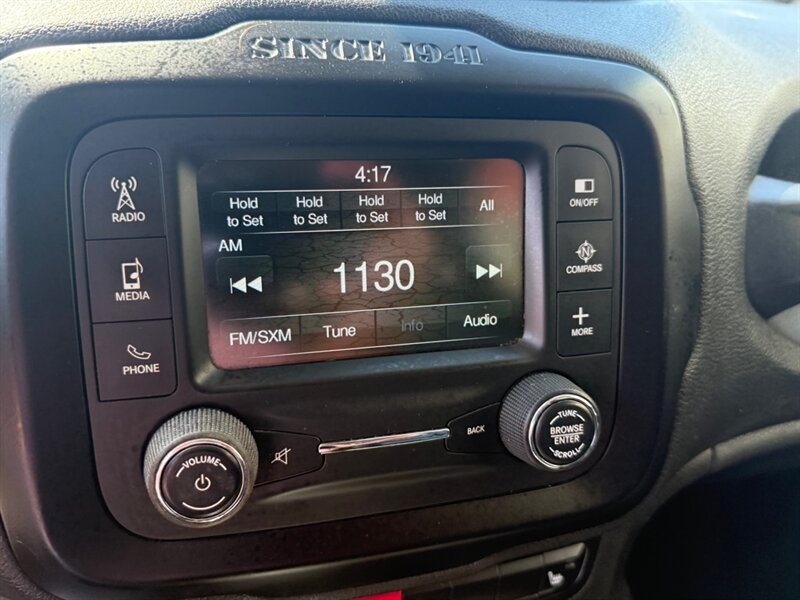 SINCE 1941
4:17
Hold to Set
Hold to Set
Hold to Set
Hold to Set
All
AM
1130
FM/SXM
Tune
Info
Audio
RADIO
MEDIA
PHONE
ON/OFF
N
COMPASS
MORE
VOLUME
BACK
TUNE
BROWSE
ENTER
SCROLL